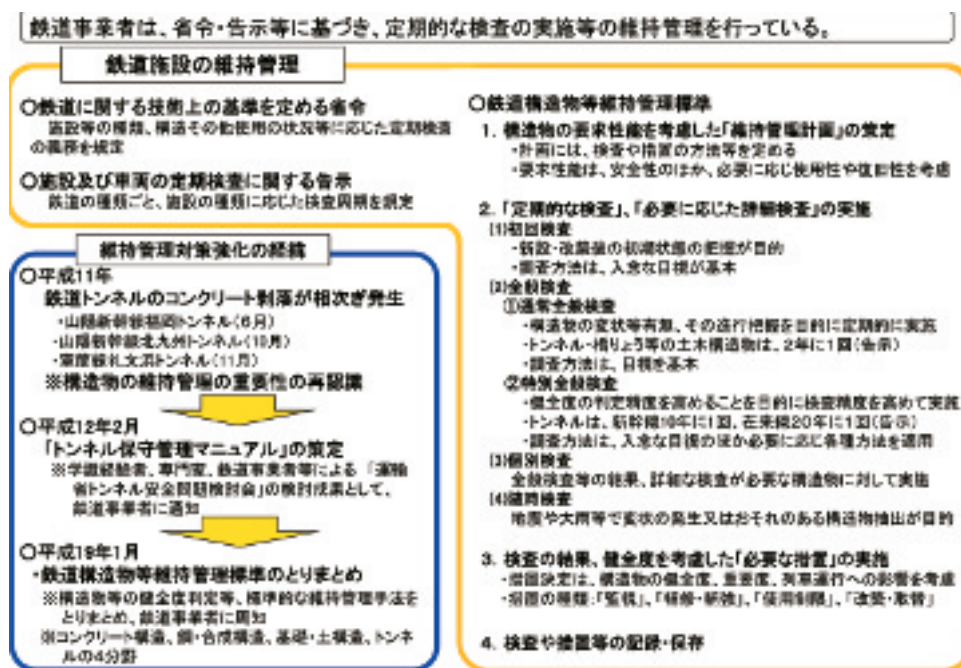 鉄道事業者は、省令・告示等に基づき、定期的な検査の実施等の維持管理を行っている。
鉄道施設の維持管理
〇鉄道に関する技術上の基準を定める省令
施設等の種類、構造その他使用の状況等に応じた定期検査
の義務を規定
〇施設及び車両の定期検査に関する告示
鉄道の種類ごと、施設の種類に応じた検査周期を規定
維持管理対策強化の経緯
〇平成11年
鉄道トンネルのコンクリート剥落が相次ぎ発生
・山陽新幹線福岡トンネル(6月)
・山陽新幹線北九州トンネル(10月)
・室蘭線礼文浜トンネル(11月)
※構造物の維持管理の重要性の再認識
〇平成12年2月
「トンネル保守管理マニュアル」の策定
※学識経験者、専門家、鉄道事業者等による「運輸
省トンネル安全問題検討会」の検討成果として、
鉄道事業者に通知
〇平成19年1月
・鉄道構造物等維持管理標準のとりまとめ
※構造物等の健全度判定等、標準的な維持管理手法を
とりまとめ、鉄道事業者に周知
※コンクリート構造、鋼・合成構造、基礎・土構造、トンネ
ルの4分野
〇鉄道構造物等維持管理標準
1. 構造物の要求性能を考慮した「維持管理計画」の策定
・計画には、検査や措置の方法等を定める
・要求性能は、安全性のほか、必要に応じ使用性や復旧性を考慮
2. 「定期的な検査」、「必要に応じた詳細検査」の実施
(1)初回検査
・新設・改築後の初期状態の把握が目的
・調査方法は、入念な目視が基本
(2)全般検査
①通常全般検査
・構造物の変状等有無、その進行把握を目的に定期的に実施
・トンネル・橋りょう等の土木構造物は、2年に1回(告示)
・調査方法は、目視を基本
②特別全般検査
・健全度の判定精度を高めることを目的に検査精度を高めて実施
・トンネルは、新幹線10年に1回、在来線20年に1回(告示)
・調査方法は、入念な目視のほか必要に応じ各種方法を適用
(3)個別検査
全般検査等の結果、詳細な検査が必要な構造物に対して実施
(4)随時検査
地震や大雨等で変状の発生又はおそれのある構造物抽出が目的
3. 検査の結果、健全度を考慮した「必要な措置」の実施
・措置決定は、構造物の健全度、重要度、列車運行への影響を考慮
・措置の種類:「監視」、「補修・補強」、「使用制限」、「改築・取替」
4. 検査や措置等の記録・保存